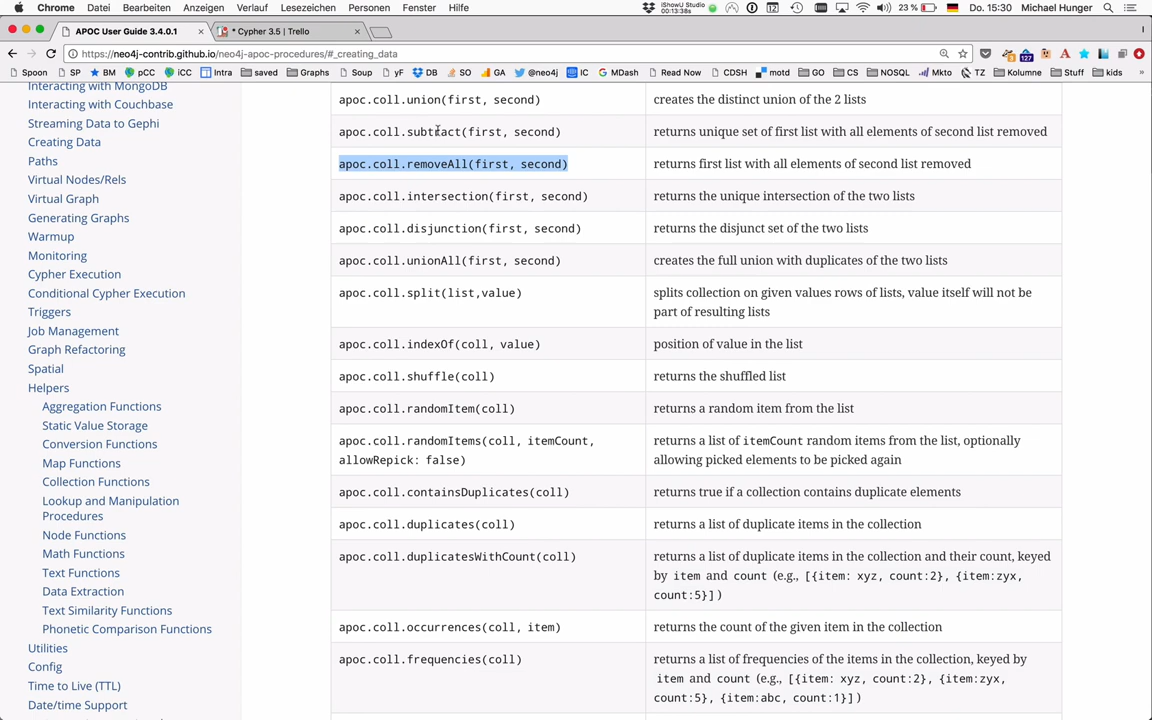 Chrome Ablage Bearbeiten Anzeigen Verlauf Lesezeichen Personen Fenster Hilfe iShowU Studio 00:13:38s 23 % Do. 15:30 Michael Hunger
APOC User Guide 3.4.0.1 * Cypher 3.5 | Trello
https://neo4j-contrib.github.io/neo4j-apoc-procedures/#_creating_data 127
Spoon SP BM pCC iCC Intra saved Graphs Soup yF DB SO GA @neo4j IC MDash Read Now CDSH motd GO CS NOSQL Mkto TZ Kolumne Stuff kids
Interacting with MongoDB
Interacting with Couchbase
Streaming Data to Gephi
Creating Data
Paths
Virtual Nodes/Rels
Virtual Graph
Generating Graphs
Warmup
Monitoring
Cypher Execution
Conditional Cypher Execution
Triggers
Job Management
Graph Refactoring
Spatial
Helpers
Aggregation Functions
Static Value Storage
Conversion Functions
Map Functions
Collection Functions
Lookup and Manipulation
Procedures
Node Functions
Math Functions
Text Functions
Data Extraction
Text Similarity Functions
Phonetic Comparison Functions
Utilities
Config
Time to Live (TTL)
Date/time Support
apoc.coll.union(first, second) creates the distinct union of the 2 lists
apoc.coll.subtract(first, second) returns unique set of first list with all elements of second list removed
apoc.coll.removeAll(first, second) returns first list with all elements of second list removed
apoc.coll.intersection(first, second) returns the unique intersection of the two lists
apoc.coll.disjunction(first, second) returns the disjunct set of the two lists
apoc.coll.unionAll(first, second) creates the full union with duplicates of the two lists
apoc.coll.split(list,value) splits collection on given values rows of lists, value itself will not be
part of resulting lists
apoc.coll.indexOf(coll, value) position of value in the list
apoc.coll.shuffle(coll) returns the shuffled list
apoc.coll.randomItem(coll) returns a random item from the list
apoc.coll.randomItems(coll, itemCount, returns a list of itemCount random items from the list, optionally
allowRepick: false) allowing picked elements to be picked again
apoc.coll.containsDuplicates(coll) returns true if a collection contains duplicate elements
apoc.coll.duplicates(coll) returns a list of duplicate items in the collection
apoc.coll.duplicatesWithCount(coll) returns a list of duplicate items in the collection and their count, keyed
by item and count (e.g., [{item: xyz, count:2}, {item:zyx,
count:5}])
apoc.coll.occurrences(coll, item) returns the count of the given item in the collection
apoc.coll.frequencies(coll) returns a list of frequencies of the items in the collection, keyed by
item and count (e.g., [{item: xyz, count:2}, {item:zyx,
count:5}, {item:abc, count:1}])